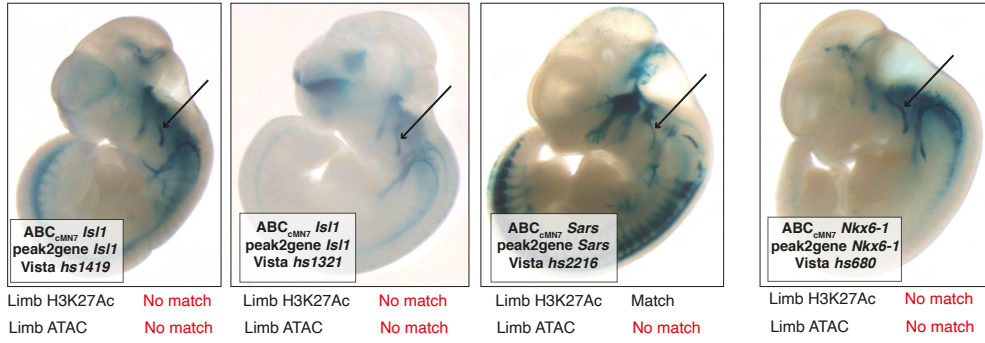 ABCcMN7 Isl1
peak2gene Isl1
Vista hs1419
Limb H3K27Ac No match
Limb ATAC No match
ABCcMN7 Isl1
peak2gene Isl1
Vista hs1321
Limb H3K27Ac No match
Limb ATAC No match
ABCcMN7 Sars
peak2gene Sars
Vista hs2216
Limb H3K27Ac Match
Limb ATAC No match
ABCcMN7 Nkx6-1
peak2gene Nkx6-1
Vista hs680
Limb H3K27Ac No match
Limb ATAC No match